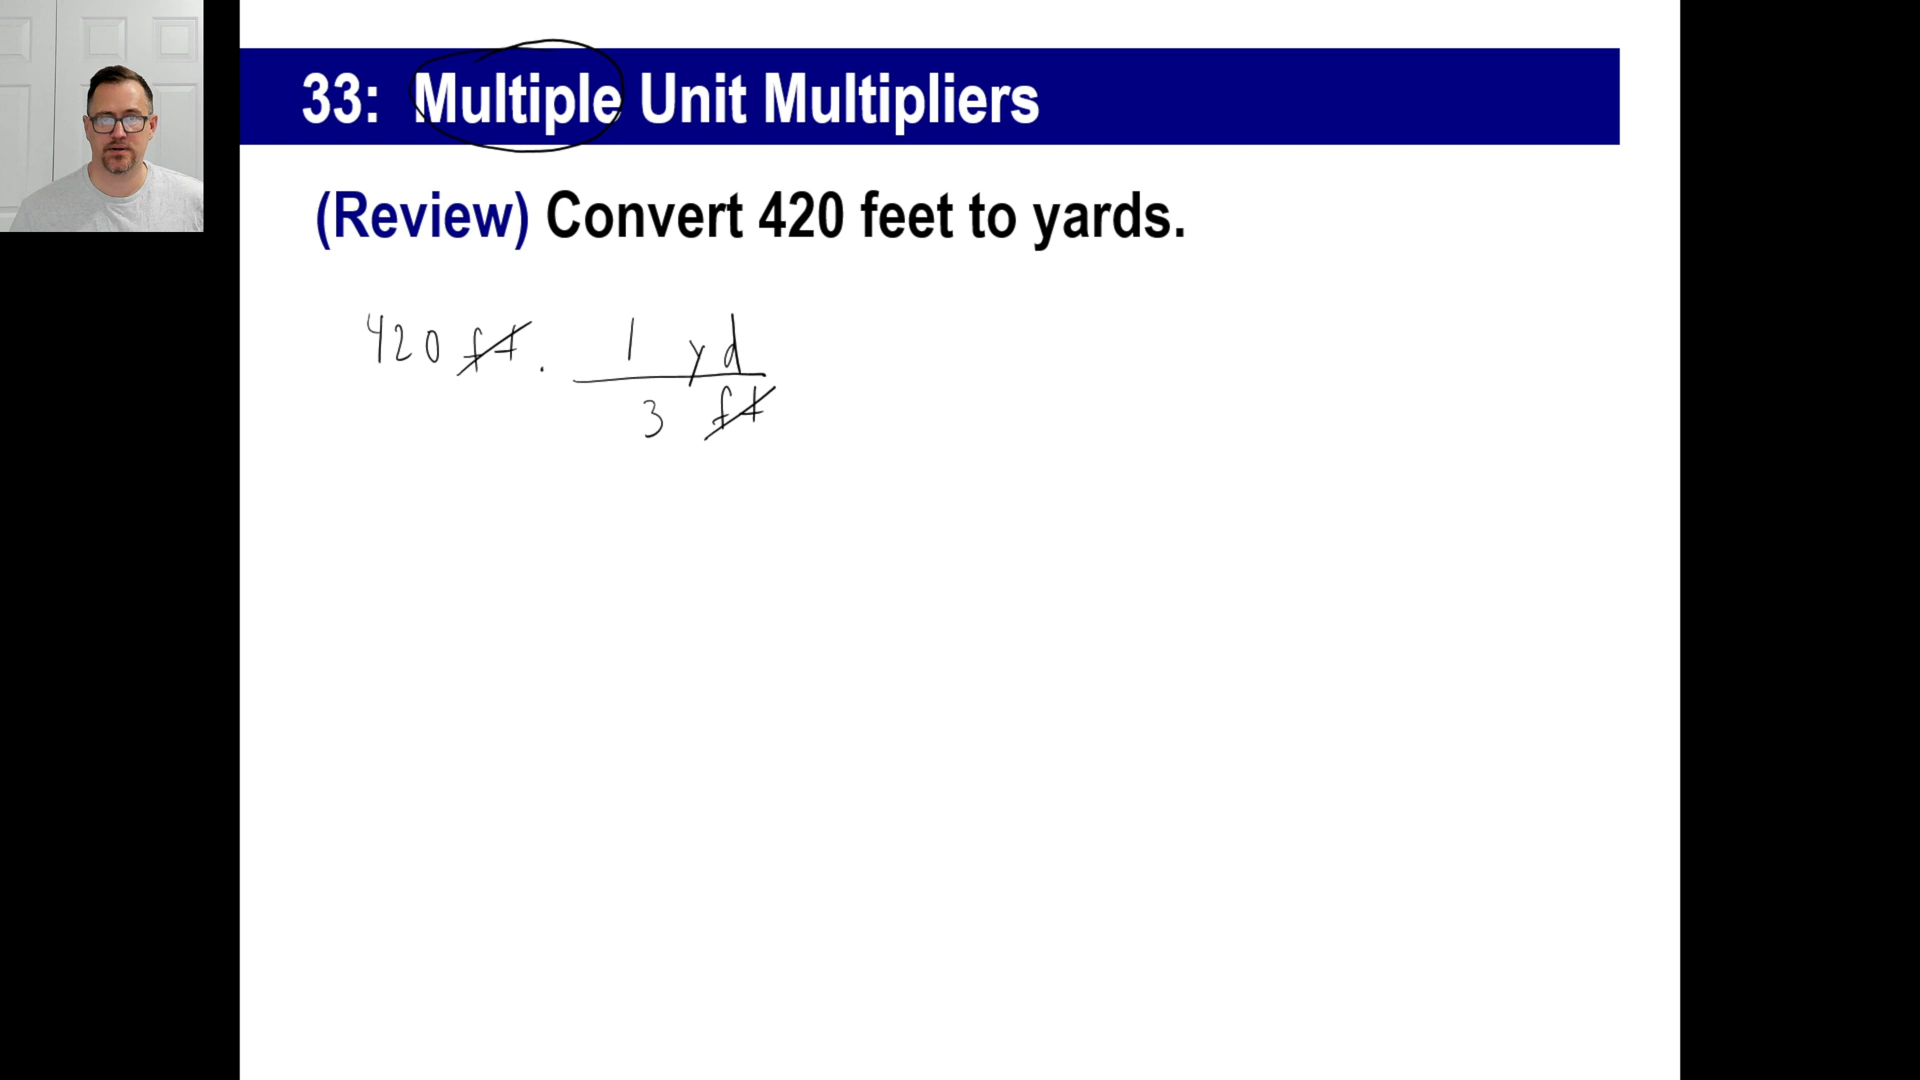 33: Multiple Unit Multipliers
(Review) Convert 420 feet to yards.
420 ft · 1 yd
3 ft